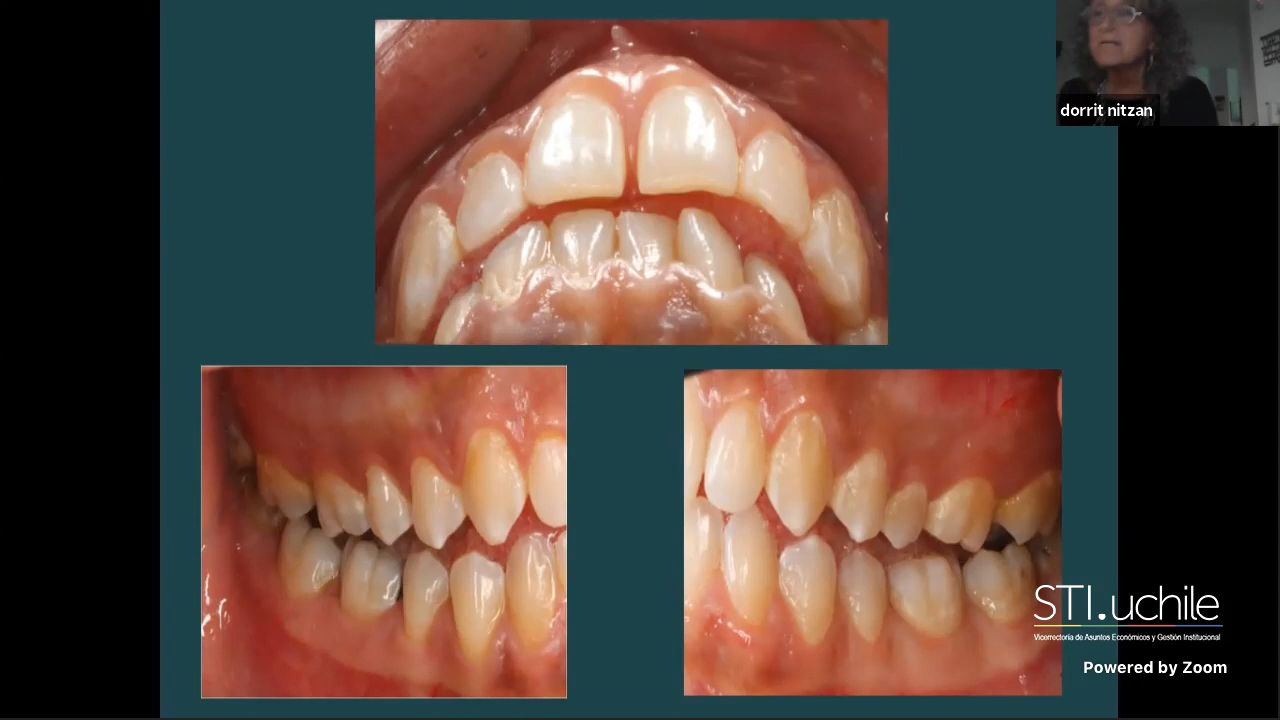 dorrit nitzan
STI.uchile
Vicerrectoría de Asuntos Económicos y Gestión Institucional
Powered by Zoom